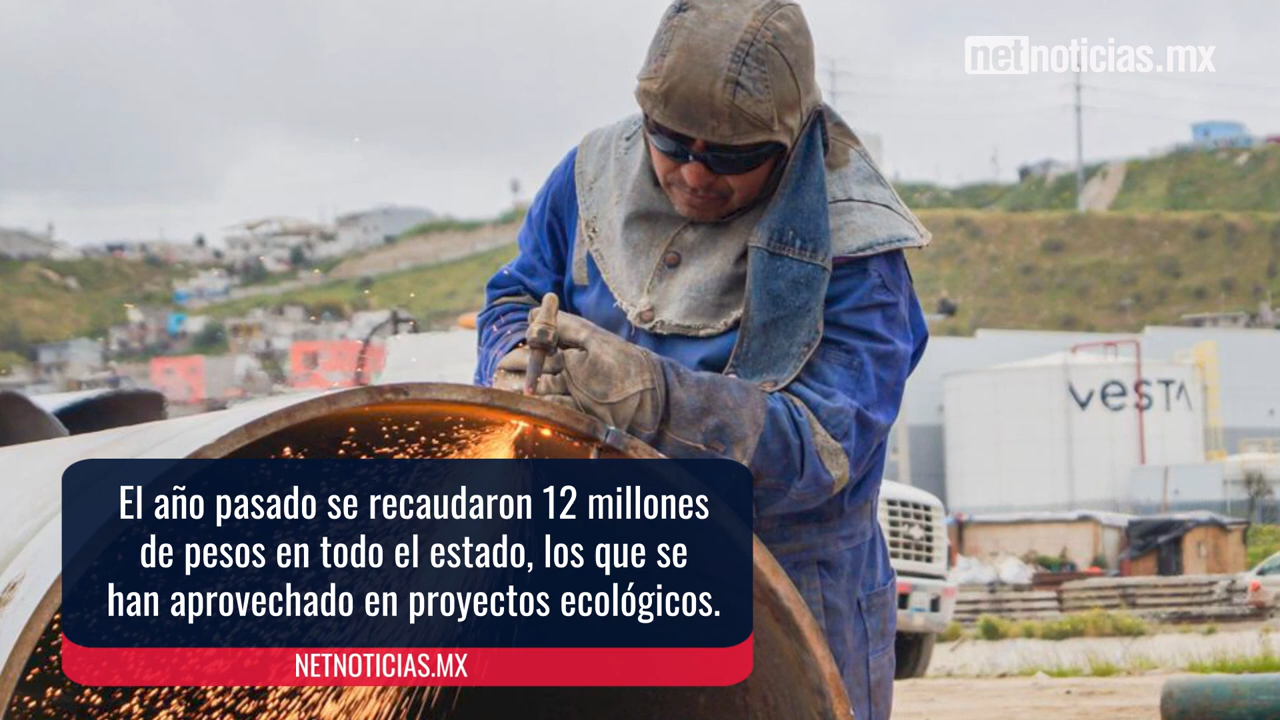 netnoticias.mx
vesta
El año pasado se recaudaron 12 millones
de pesos en todo el estado, los que se
han aprovechado en proyectos ecológicos.
NETNOTICIAS.MX